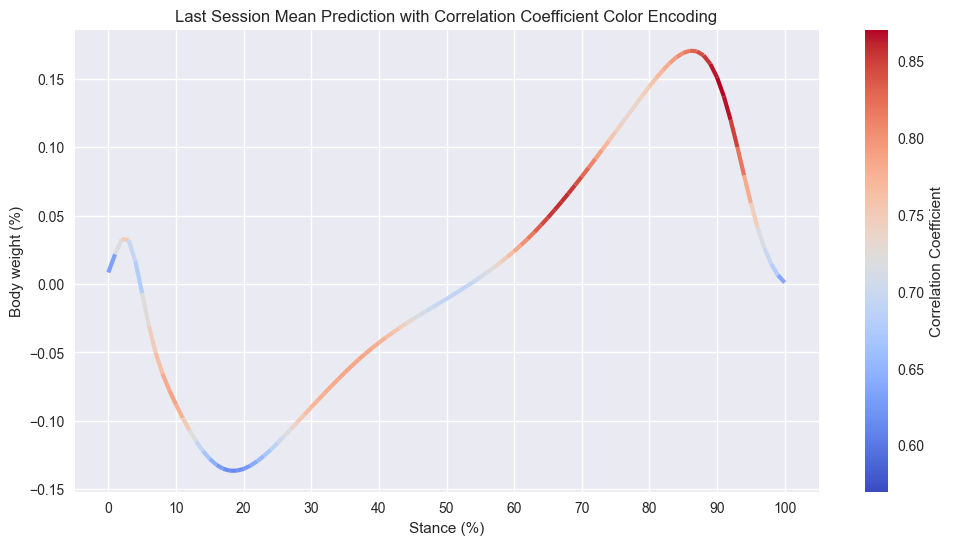 Last Session Mean Prediction with Correlation Coefficient Color Encoding
Body weight (%)
0.15
0.10
0.05
0.00
−0.05
−0.10
−0.15
0 10 20 30 40 50 60 70 80 90 100
Stance (%)
0.85
0.80
0.75
0.70
0.65
0.60
Correlation Coefficient